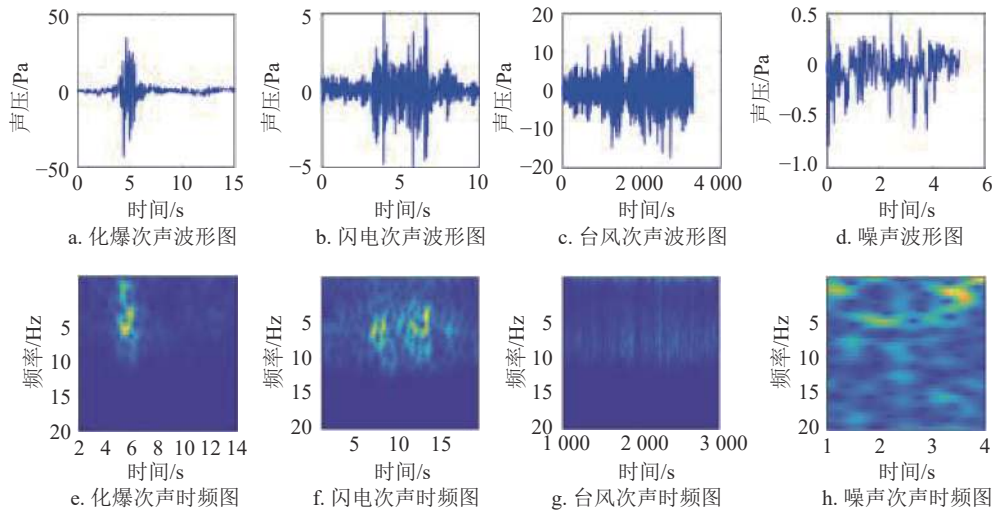 50
0
−50
声压/Pa
0 5 10 15
时间/s
a. 化爆次声波形图
5
0
−5
声压/Pa
0 5 10
时间/s
b. 闪电次声波形图
20
10
0
−10
−20
声压/Pa
0 2 000 4 000
时间/s
c. 台风次声波形图
0.5
0
−0.5
−1.0
声压/Pa
0 2 4 6
时间/s
d. 噪声波形图
5
10
15
20
频率/Hz
2 4 6 8 10 12 14
时间/s
e. 化爆次声时频图
5
10
15
20
频率/Hz
5 10 15
时间/s
f. 闪电次声时频图
5
10
15
20
频率/Hz
1 000 2 000 3 000
时间/s
g. 台风次声时频图
5
10
15
20
频率/Hz
1 2 3 4
时间/s
h. 噪声次声时频图